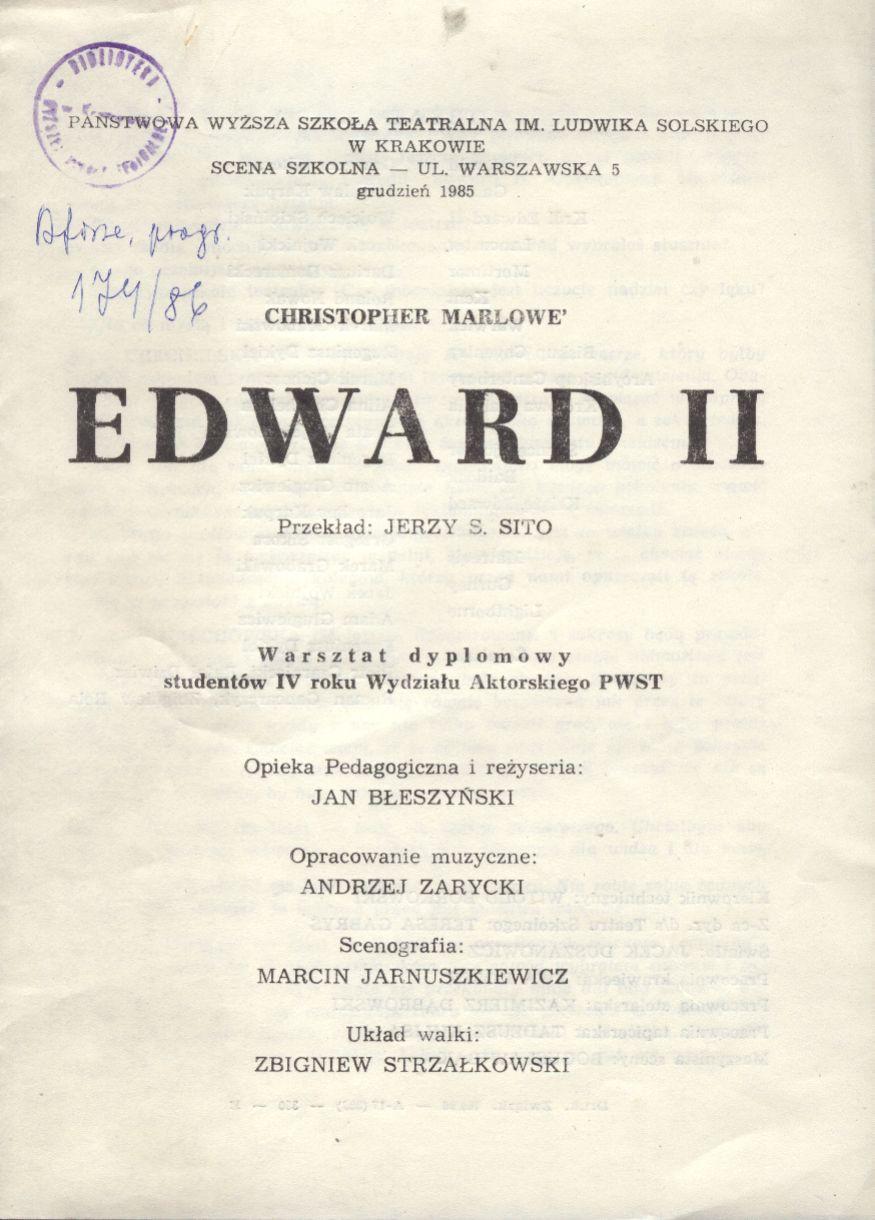 BIBLIOTEKA
PAŃSTWOWA WYŻSZA SZKOŁA TEATRALNA IM. LUDWIKA SOLSKIEGO
W KRAKOWIE
SCENA SZKOLNA — UL. WARSZAWSKA 5
grudzień 1985
174/86
CHRISTOPHER MARLOWE'
EDWARD II
Przekład: JERZY S. SITO
Warsztat dyplomowy
studentów IV roku Wydziału Aktorskiego PWST
Opieka Pedagogiczna i reżyseria:
JAN BŁESZYŃSKI
Opracowanie muzyczne:
ANDRZEJ ZARYCKI
Scenografia:
MARCIN JARNUSZKIEWICZ
Układ walki:
ZBIGNIEW STRZAŁKOWSKI